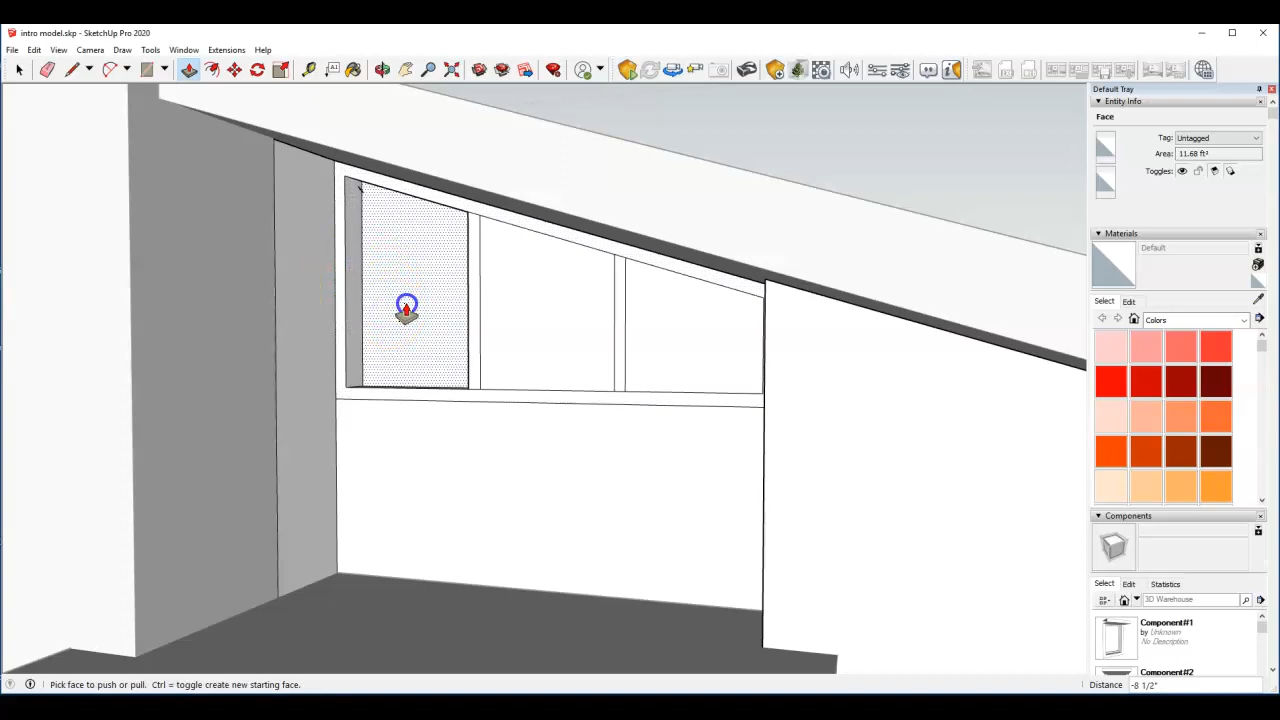 intro model.skp - SketchUp Pro 2020
File Edit View Camera Draw Tools Window Extensions Help
Default Tray
Entity Info
Face
Tag: Untagged
Area: 11.68 ft²
Toggles:
Materials
Default
Select Edit
Colors
Components
Select Edit Statistics
3D Warehouse
Component#1
by Unknown
No Description
Component#2
Pick face to push or pull. Ctrl = toggle create new starting face.
Distance -8 1/2"